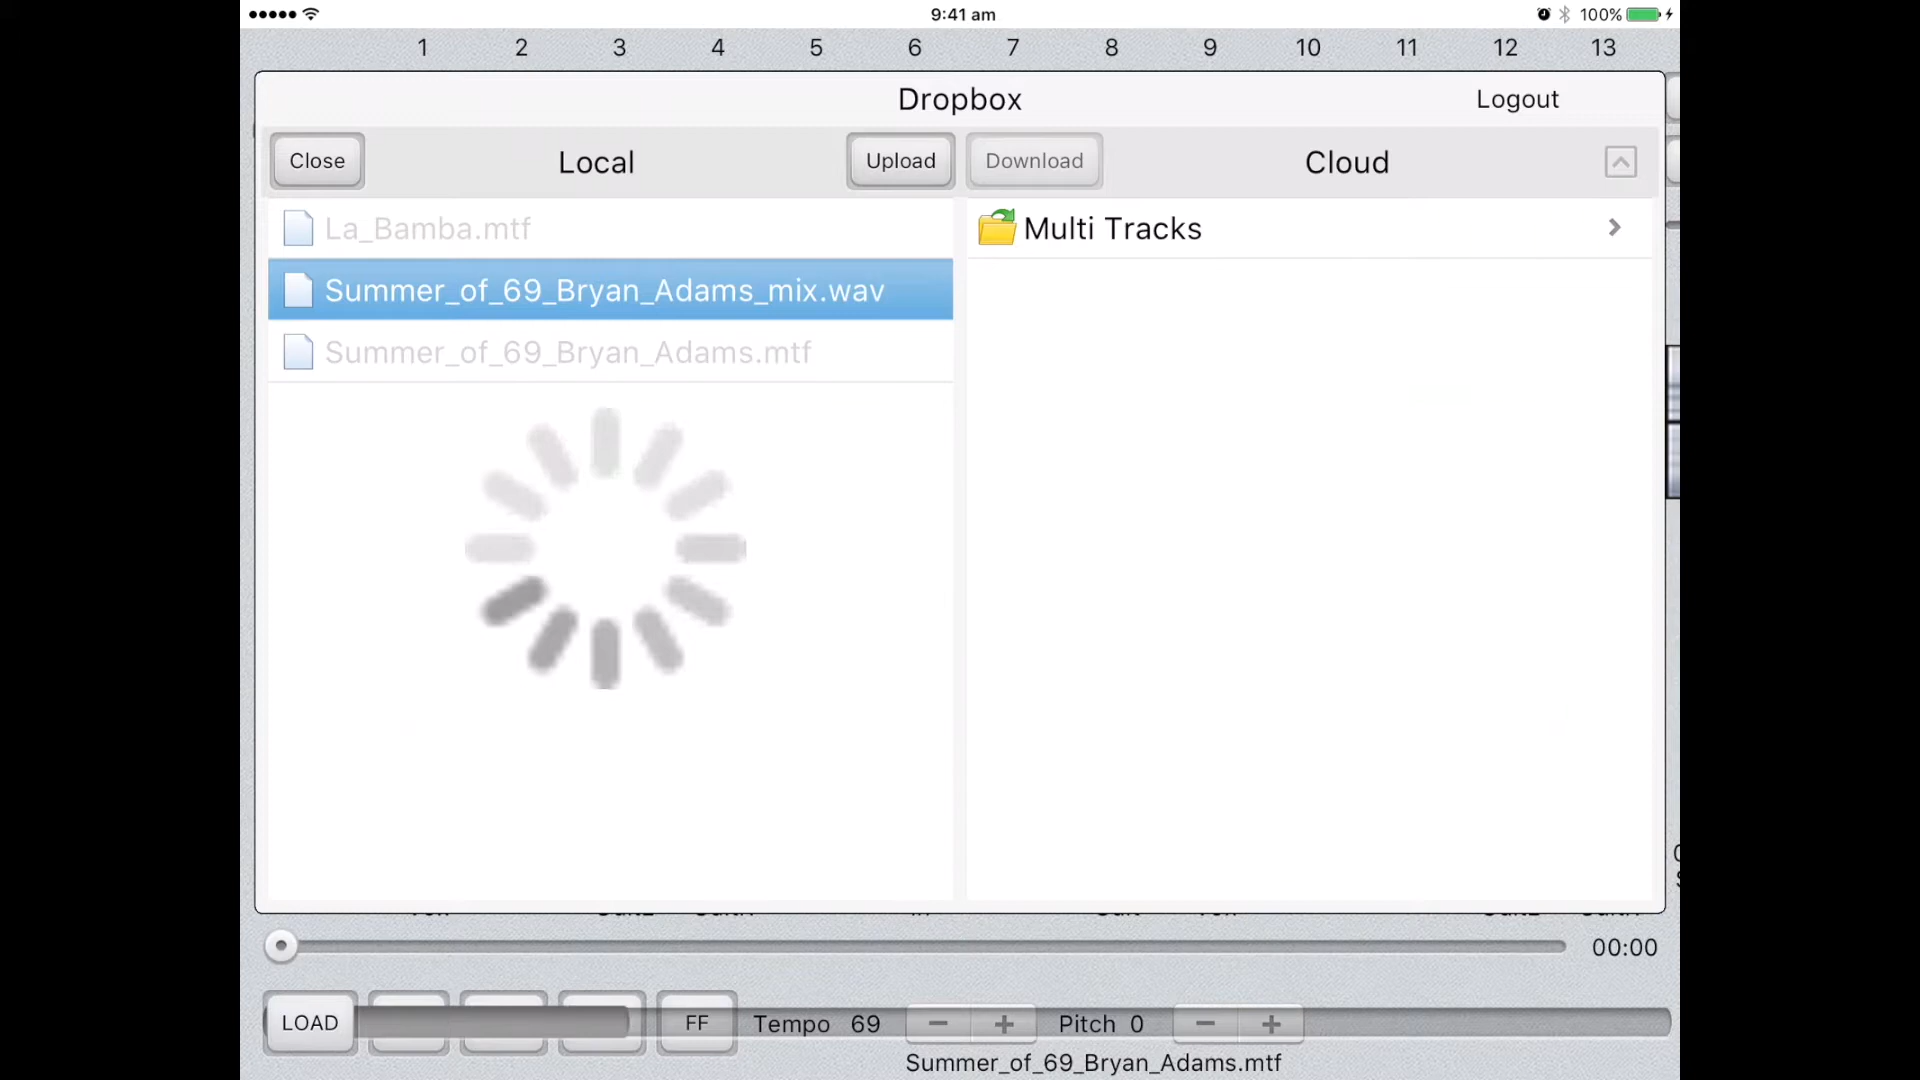 9:41 am 100%
1 2 3 4 5 6 7 8 9 10 11 12 13
Dropbox Logout
Close Local Upload Download Cloud
La_Bamba.mtf
Multi Tracks
Summer_of_69_Bryan_Adams_mix.wav
Summer_of_69_Bryan_Adams.mtf
00:00
LOAD FF Tempo 69 − + Pitch 0 − +
Summer_of_69_Bryan_Adams.mtf